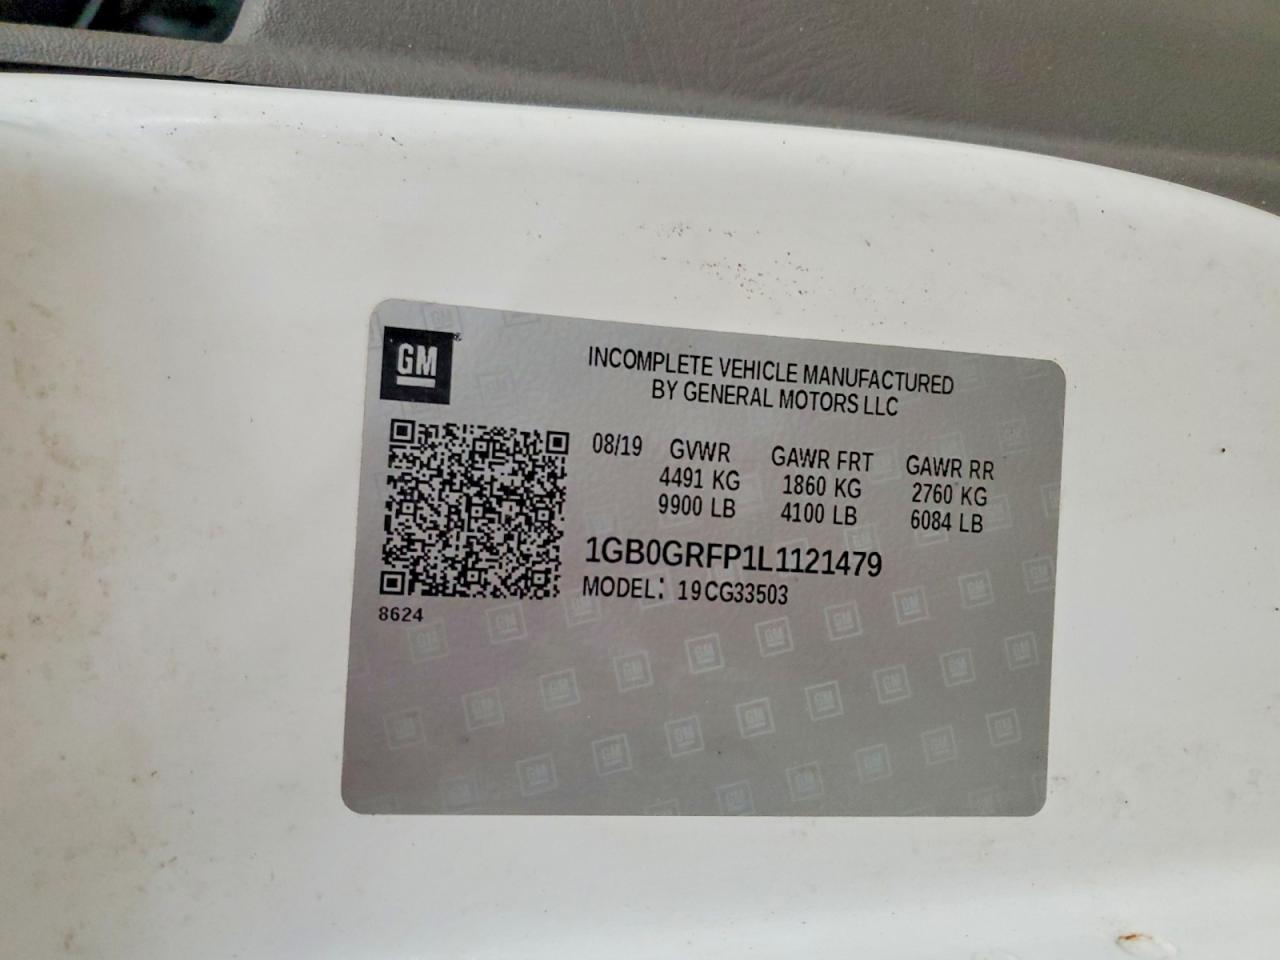 GM
INCOMPLETE VEHICLE MANUFACTURED
BY GENERAL MOTORS LLC
08/19 GVWR GAWR FRT GAWR RR
4491 KG 1860 KG 2760 KG
9900 LB 4100 LB 6084 LB
1GB0GRFP1L1121479
MODEL: 19CG33503
8624